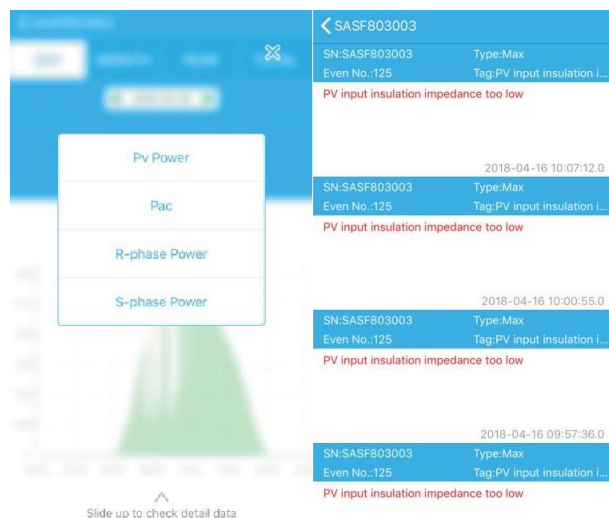 Pv Power
Pac
R-phase Power
S-phase Power
Slide up to check detail data
SASF803003
SN:SASF803003 Type:Max
Even No.:125 Tag:PV input insulation i...
PV input insulation impedance too low
2018-04-16 10:07:12.0
SN:SASF803003 Type:Max
Even No.:125 Tag:PV input insulation i...
PV input insulation impedance too low
2018-04-16 10:00:55.0
SN:SASF803003 Type:Max
Even No.:125 Tag:PV input insulation i...
PV input insulation impedance too low
2018-04-16 09:57:36.0
SN:SASF803003 Type:Max
Even No.:125 Tag:PV input insulation i...
PV input insulation impedance too low